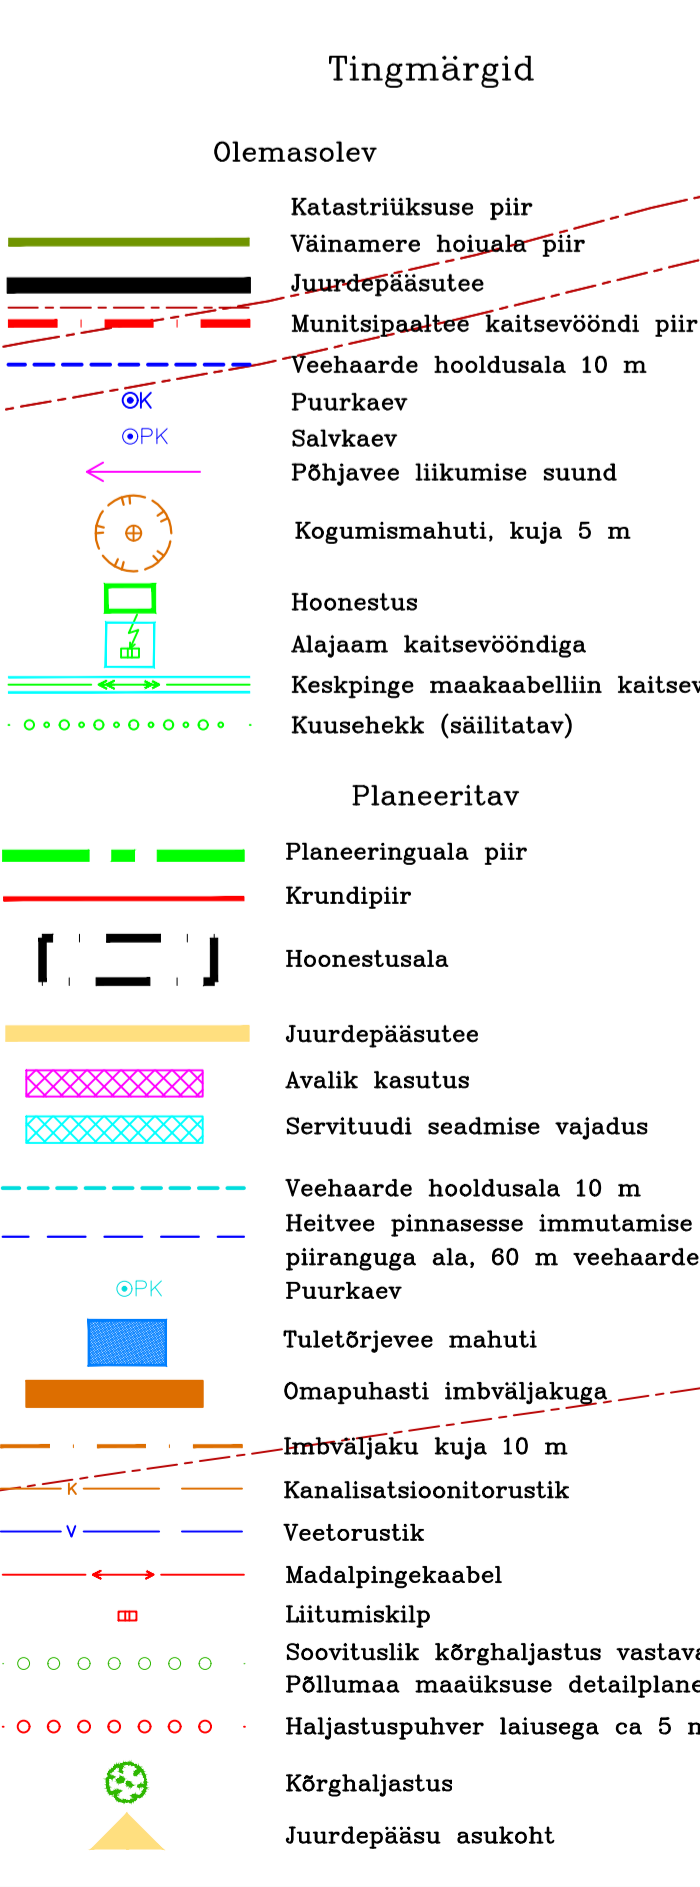 Tingmärgid
Olemasolev
Katastriüksuse piir
Väinamere hoiuala piir
Juurdepääsutee
Munitsipaaltee kaitsevööndi piir
Veehaarde hooldusala 10 m
K Puurkaev
PK Salvkaev
Põhjavee liikumise suund
Kogumismahuti, kuja 5 m
Hoonestus
Alajaam kaitsevööndiga
Keskpinge maakaabelliin kaitsev
Kuusehekk (säilitatav)
Planeeritav
Planeeringuala piir
Krundipiir
Hoonestusala
Juurdepääsutee
Avalik kasutus
Servituudi seadmise vajadus
Veehaarde hooldusala 10 m
Heitvee pinnasesse immutamise
piiranguga ala, 60 m veehaarde
PK Puurkaev
Tuletõrjevee mahuti
Omapuhasti imbväljakuga
Imbväljaku kuja 10 m
K Kanalisatsioonitorustik
V Veetorustik
Madalpingekaabel
Liitumiskilp
Soovituslik kõrghaljastus vastava
Põllumaa maaüksuse detailplane
Haljastuspuhver laiusega ca 5 m
Kõrghaljastus
Juurdepääsu asukoht